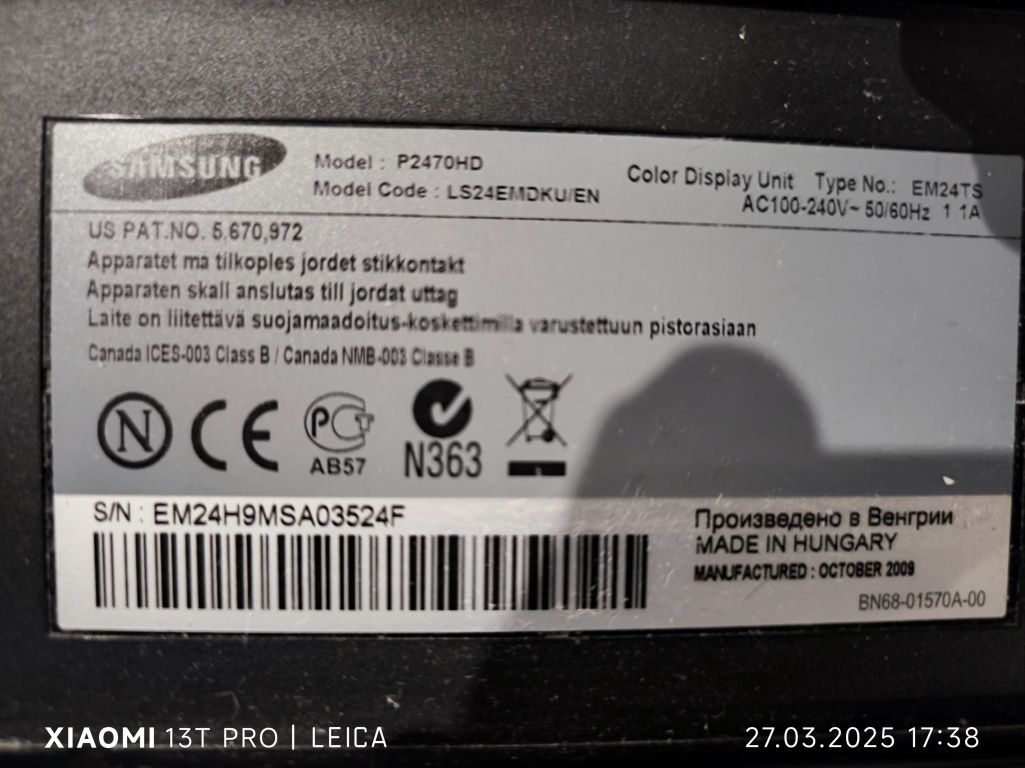 SAMSUNG
Model : P2470HD
Model Code : LS24EMDKU/EN
Color Display Unit Type No.: EM24TS
AC100-240V~ 50/60Hz 1 1A
US PAT.NO. 5,670,972
Apparatet ma tilkoples jordet stikkontakt
Apparaten skall anslutas till jordat uttag
Laite on liitettävä suojamaadoitus-koskettimilla varustettuun pistorasiaan
Canada ICES-003 Class B / Canada NMB-003 Classe B
N CE PCT AB57 N363
S/N : EM24H9MSA03524F
Произведено в Венгрии
MADE IN HUNGARY
MANUFACTURED : OCTOBER 2009
BN68-01570A-00
XIAOMI 13T PRO | LEICA
27.03.2025 17:38